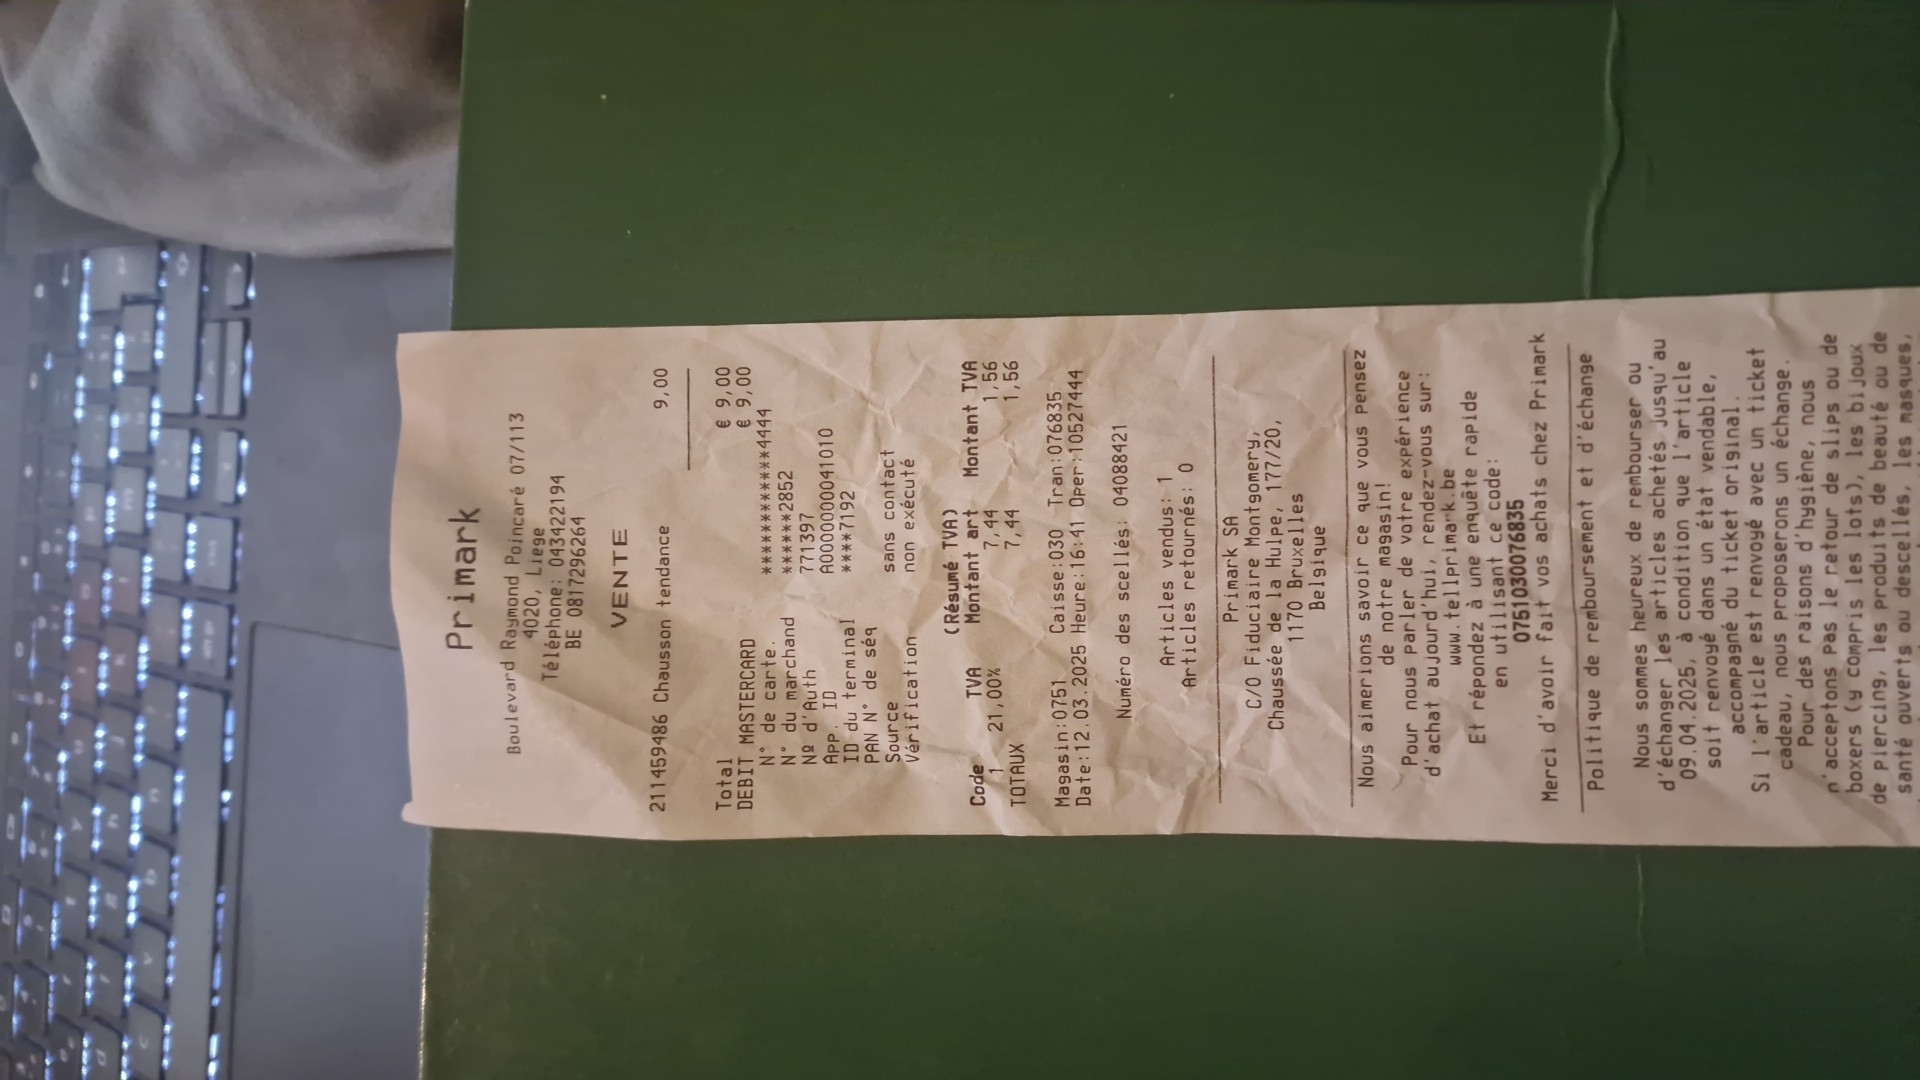 Primark
Boulevard Raymond Poincaré 07/113
4020, Liege
Téléphone: 043422194
BE 0817296264
VENTE
211459486 Chausson tendance 9,00
Total € 9,00
DEBIT MASTERCARD € 9,00
N° de carte. ***************4444
N° du marchand ******2852
Nº d'Auth 771397
APP. ID A0000000041010
ID du terminal ****7192
PAN N° de séq
Source sans contact
Vérification non exécuté
(Résumé TVA)
Code TVA Montant art Montant TVA
1 21,00% 7,44 1,56
TOTAUX 7,44 1,56
Magasin:0751 Caisse:030 Tran:076835
Date:12.03.2025 Heure:16:41 Oper:10527444
Numéro des scellés: 04088421
Articles vendus: 1
Articles retournés: 0
Primark SA
C/O Fiduciaire Montgomery,
Chaussée de la Hulpe, 177/20,
1170 Bruxelles
Belgique
Nous aimerions savoir ce que vous pensez
de notre magasin!
Pour nous parler de votre expérience
d'achat aujourd'hui, rendez-vous sur:
www.tellprimark.be
Et répondez à une enquête rapide
en utilisant ce code:
0751030076835
Merci d'avoir fait vos achats chez Primark
Politique de remboursement et d'échange
Nous sommes heureux de rembourser ou
d'échanger les articles achetés jusqu'au
09.04.2025, à condition que l'article
soit renvoyé dans un état vendable,
accompagné du ticket original.
Si l'article est renvoyé avec un ticket
cadeau, nous proposerons un échange.
Pour des raisons d'hygiène, nous
n'acceptons pas le retour de slips ou de
boxers (y compris les lots), les bijoux
de piercing, les produits de beauté ou de
santé ouverts ou descellés, les masques,